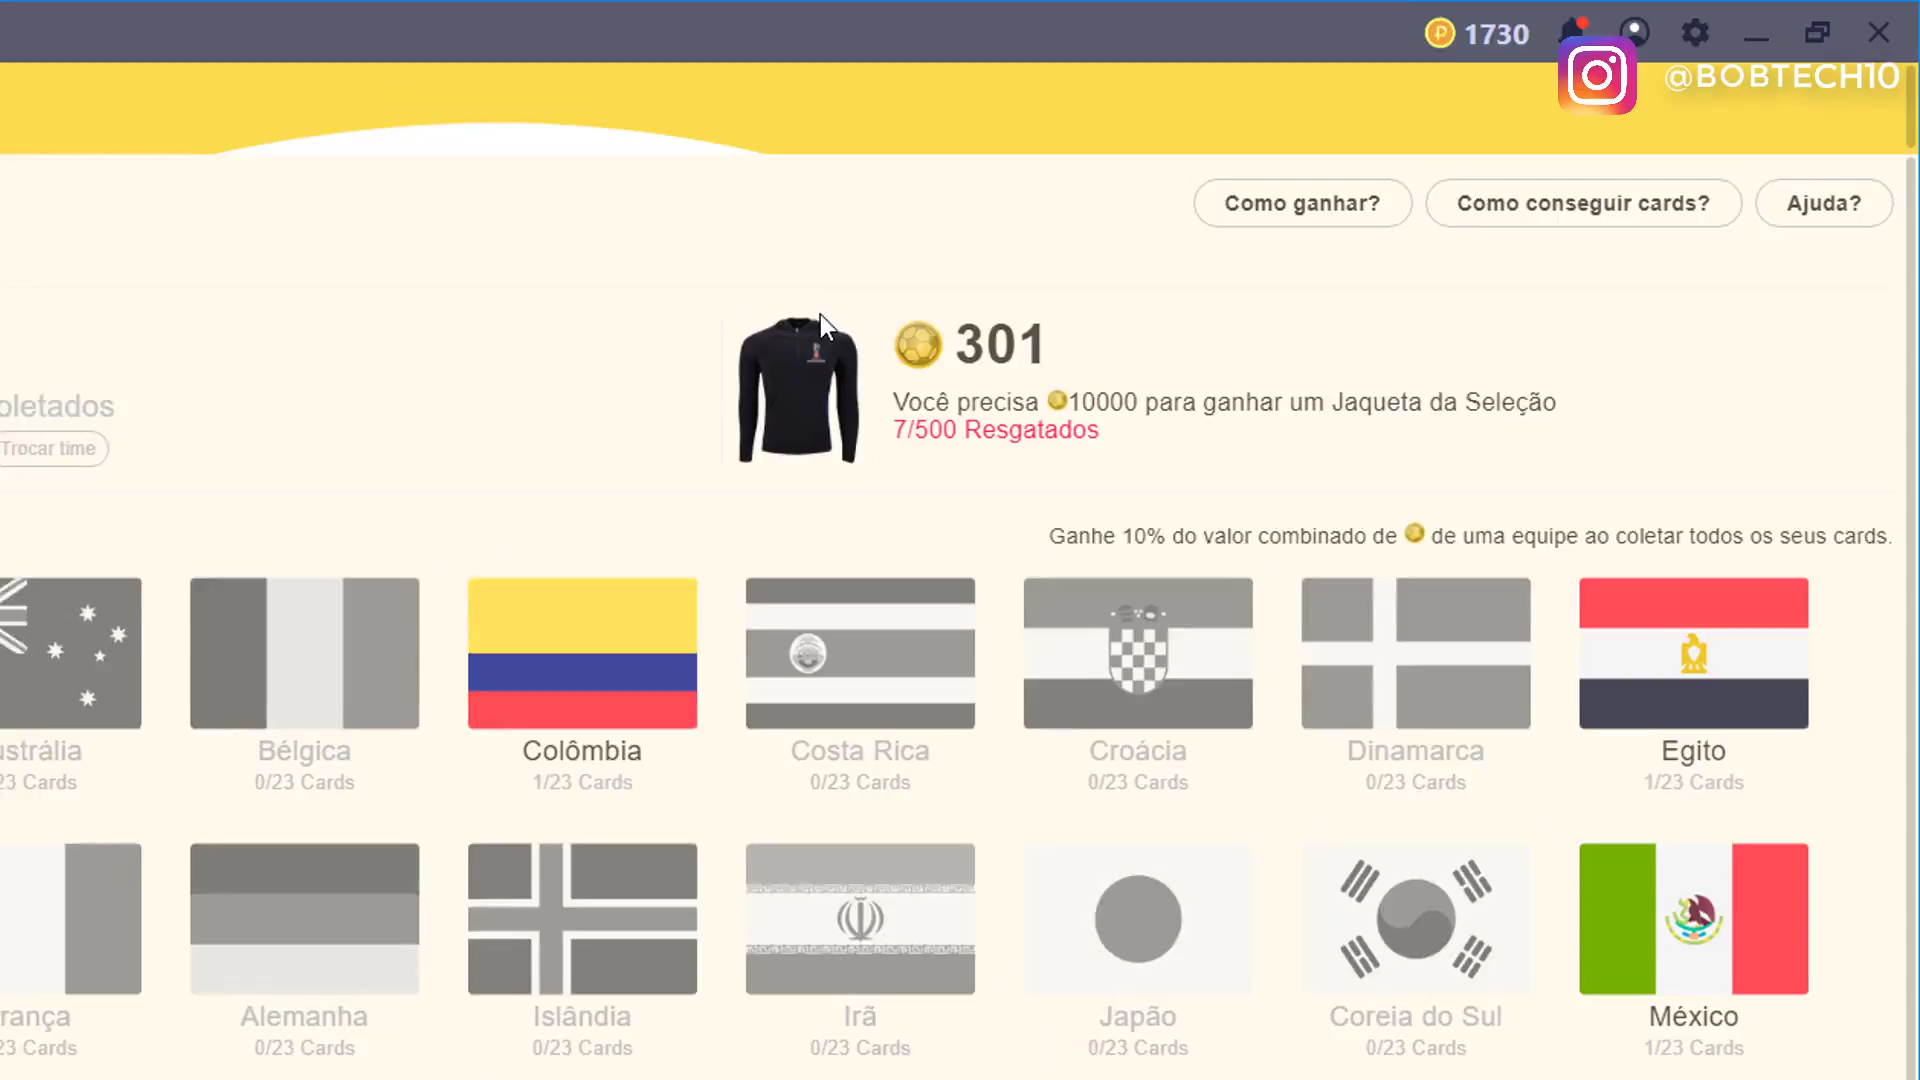 1730
@BOBTECH10
Como ganhar?
Como conseguir cards?
Ajuda?
301
Você precisa 10000 para ganhar um Jaqueta da Seleção
7/500 Resgatados
oletados
Trocar time
Ganhe 10% do valor combinado de de uma equipe ao coletar todos os seus cards.
ustrália
Bélgica
Colômbia
Costa Rica
Croácia
Dinamarca
Egito
23 Cards
0/23 Cards
1/23 Cards
0/23 Cards
0/23 Cards
0/23 Cards
1/23 Cards
rança
Alemanha
Islândia
Irã
Japão
Coreia do Sul
México
23 Cards
0/23 Cards
0/23 Cards
0/23 Cards
0/23 Cards
0/23 Cards
1/23 Cards